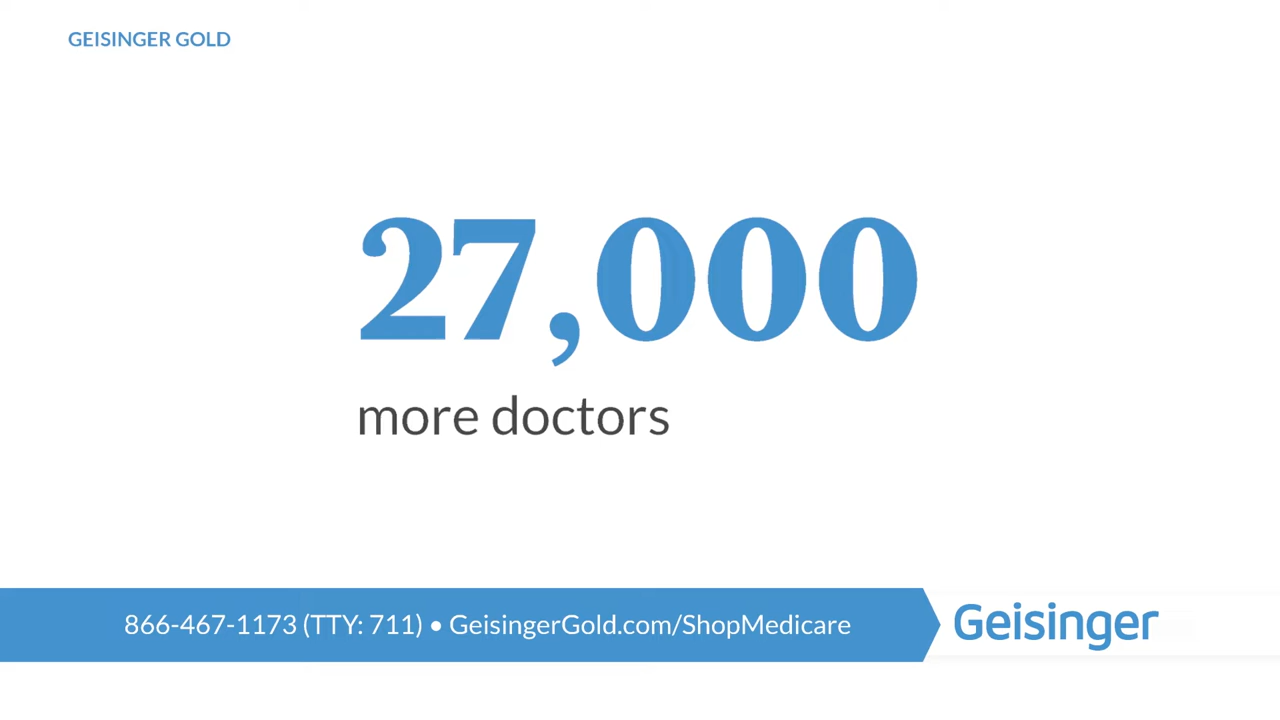 GEISINGER GOLD
27,000
more doctors
866-467-1173 (TTY: 711) • GeisingerGold.com/ShopMedicare
Geisinger